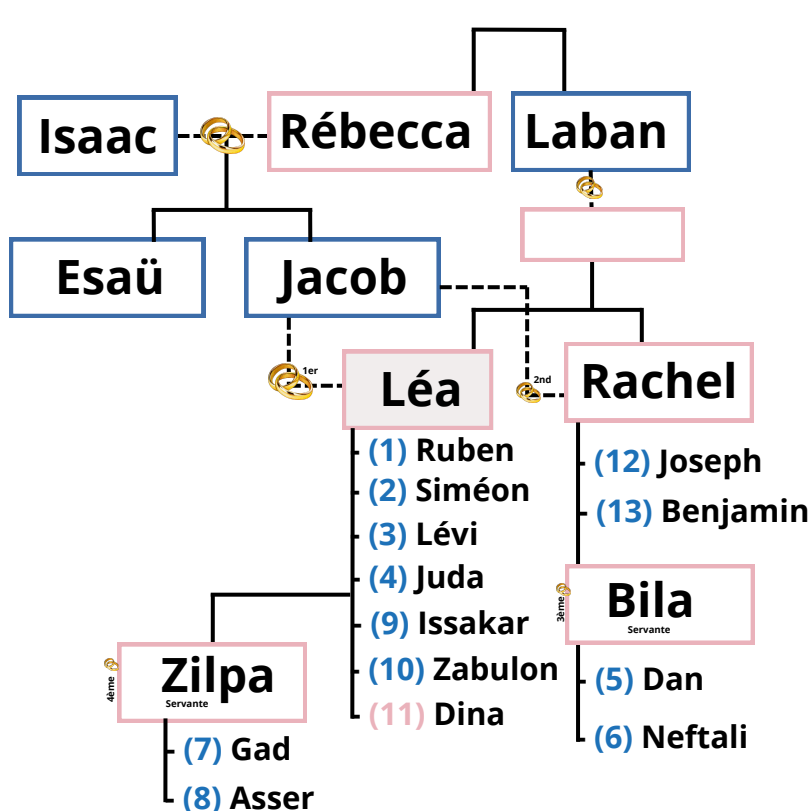 Isaac
Rébecca
Laban
Esaü
Jacob
1er
Léa
2nd
Rachel
(1) Ruben
(2) Siméon
(3) Lévi
(4) Juda
(9) Issakar
(10) Zabulon
(11) Dina
(12) Joseph
(13) Benjamin
3ème
Bila
Servante
(5) Dan
(6) Neftali
4ème
Zilpa
Servante
(7) Gad
(8) Asser